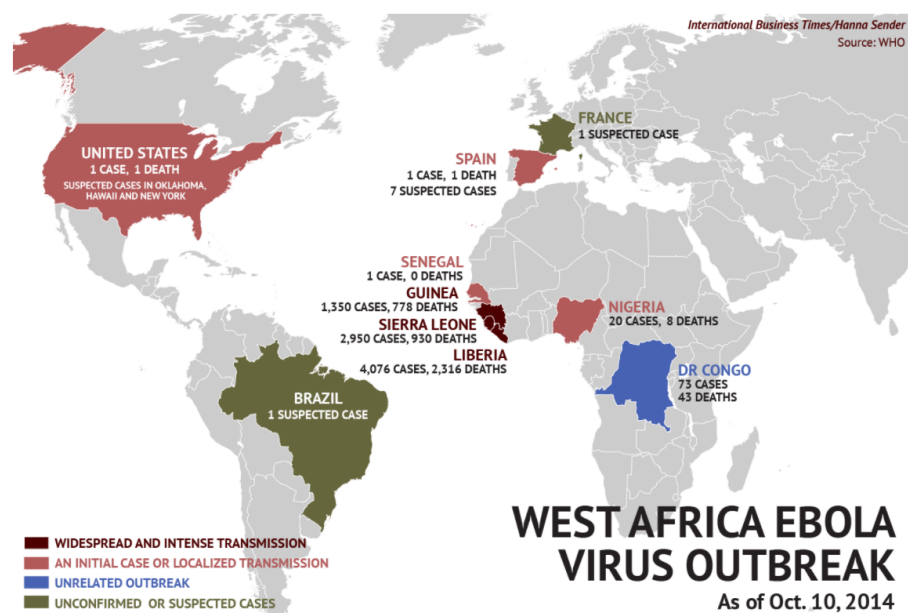 International Business Times/Hanna Sender
Source: WHO
UNITED STATES
1 CASE, 1 DEATH
SUSPECTED CASES IN OKLAHOMA,
HAWAII AND NEW YORK
FRANCE
1 SUSPECTED CASE
SPAIN
1 CASE, 1 DEATH
7 SUSPECTED CASES
SENEGAL
1 CASE, 0 DEATHS
GUINEA
1,350 CASES, 778 DEATHS
SIERRA LEONE
2,950 CASES, 930 DEATHS
LIBERIA
4,076 CASES, 2,316 DEATHS
NIGERIA
20 CASES, 8 DEATHS
DR CONGO
73 CASES
43 DEATHS
BRAZIL
1 SUSPECTED CASE
WIDESPREAD AND INTENSE TRANSMISSION
AN INITIAL CASE OR LOCALIZED TRANSMISSION
UNRELATED OUTBREAK
UNCONFIRMED OR SUSPECTED CASES
WEST AFRICA EBOLA
VIRUS OUTBREAK
As of Oct. 10, 2014